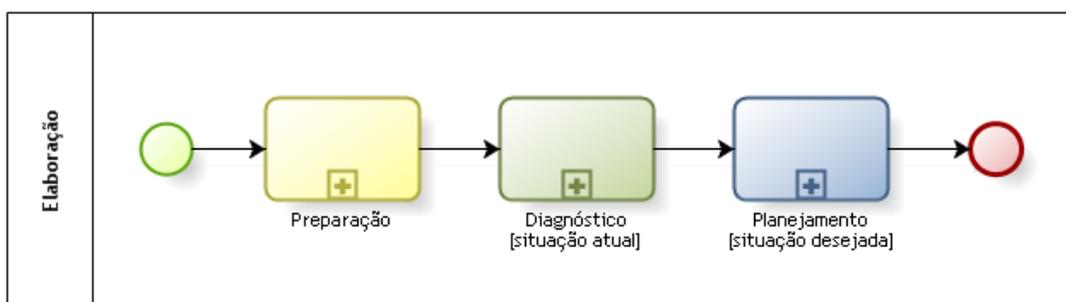 Elaboração
Preparação
Diagnóstico
[situação atual]
Planejamento
[situação desejada]